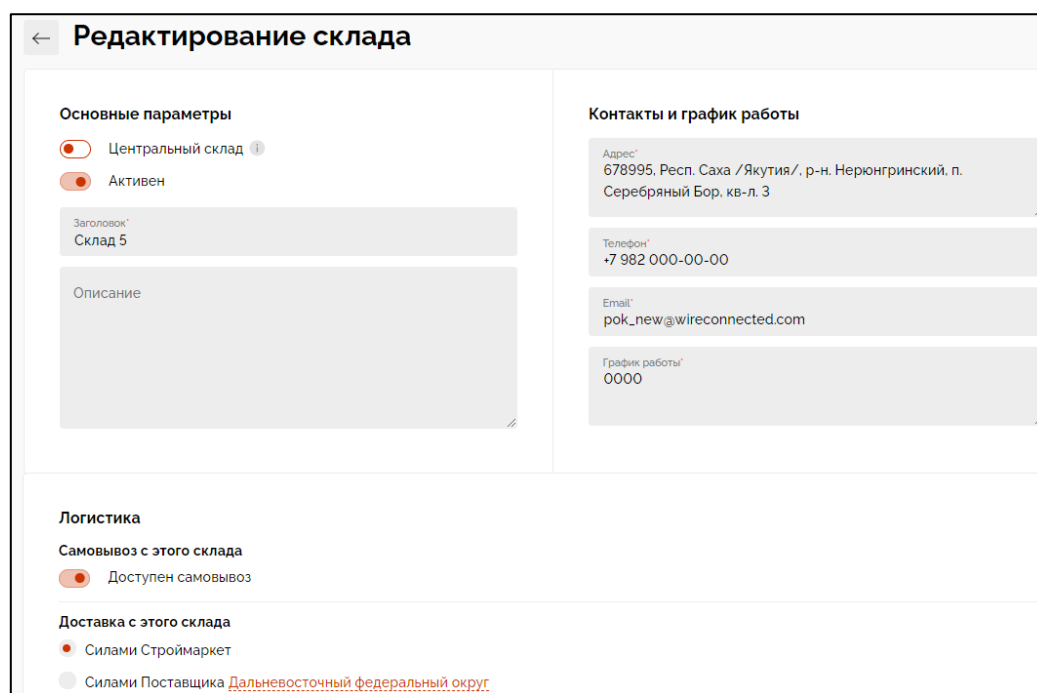 ← Редактирование склада
Основные параметры
Центральный склад i
Активен
Заголовок*
Склад 5
Описание
Контакты и график работы
Адрес*
678995, Респ. Саха /Якутия/, р-н. Нерюнгринский, п.
Серебряный Бор, кв-л. 3
Телефон*
+7 982 000-00-00
Email*
pok_new@wireconnected.com
График работы*
0000
Логистика
Самовывоз с этого склада
Доступен самовывоз
Доставка с этого склада
Силами Строймаркет
Силами Поставщика Дальневосточный федеральный округ